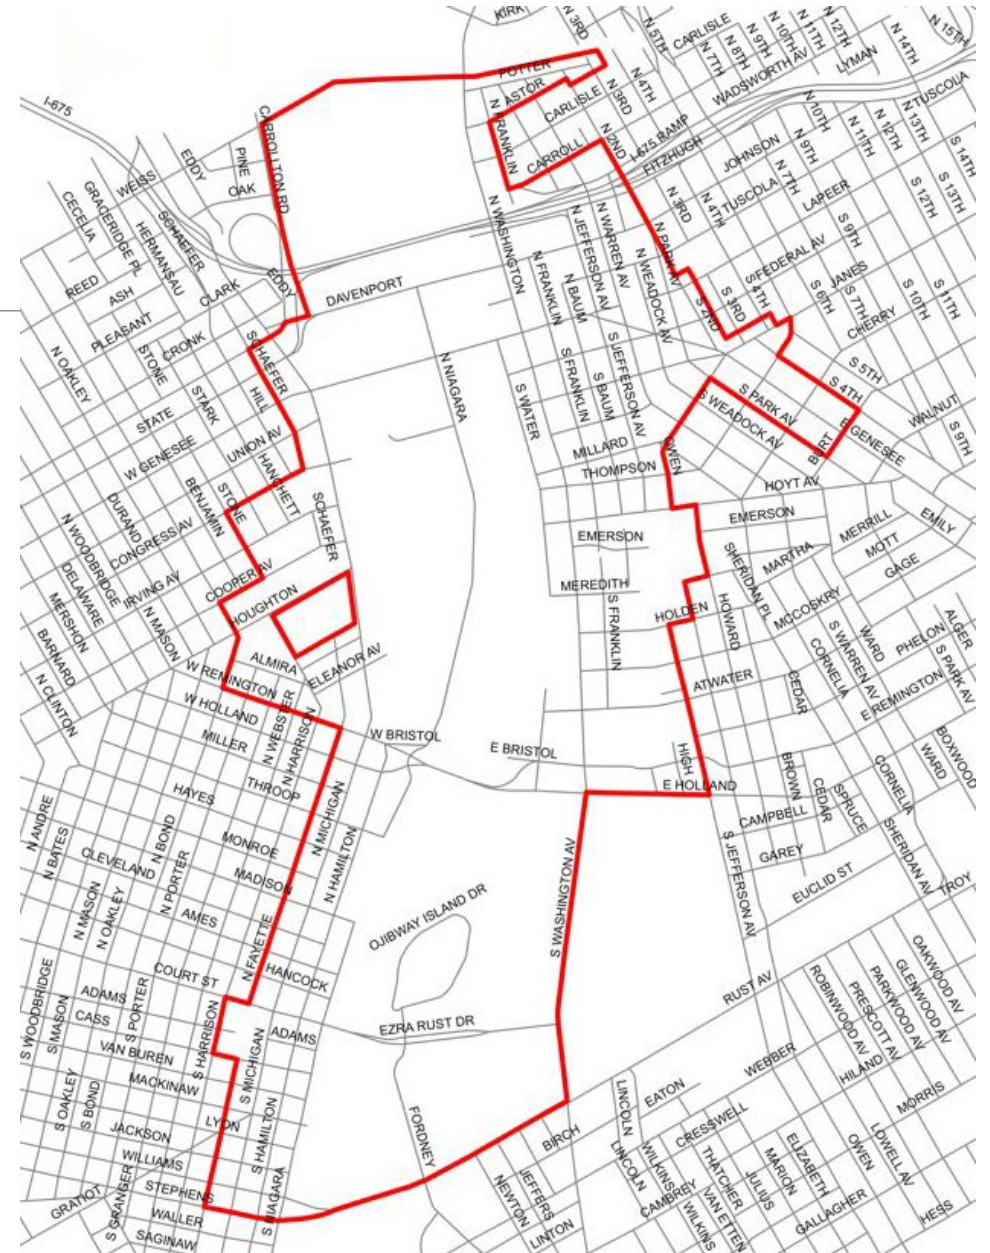 KIRK
N 3RD
N 5TH
CARLISLE
N 7TH
N 8TH
N 9TH
N 10TH
N 11TH
N 12TH
LYMAN
N 14TH
N 15TH
I-675
POTTER
ASTOR
CARLISLE
N 3RD
N 4TH
WADSWORTH AV
TUSCOLA
CARROLLTON RD
N FRANKLIN
CARROLL
N 2ND
I-675 RAMP
FITZHUGH
JOHNSON
N 10TH
N 9TH
N 11TH
N 12TH
N 13TH
S 14TH
EDDY
PINE
OAK
WEISS
CECELIA
GRACERIDGE PL
HERMANSAU
SCHAEFER
N WASHINGTON
N JEFFERSON AV
N WARREN AV
N WEADOCK AV
N PARK AV
N 3RD
N 4TH
TUSCOLA
N 7TH
LAPEER
S 12TH
S 13TH
REED
ASH
PLEASANT
CLARK
EDDY
DAVENPORT
N FRANKLIN
N BAUM
S 2ND
S 3RD
S 4TH
FEDERAL AV
S 6TH
S 7TH
S 9TH
JANES
S 10TH
S 11TH
CHERRY
N OAKLEY
STONE
CRONK
SCHAEFER
HILL
STARK
STATE
W GENESEE
UNION AV
HANCHETT
N NIAGARA
S WATER
S FRANKLIN
S BAUM
S JEFFERSON AV
S WEADOCK AV
S PARK AV
S 4TH
S 5TH
E GENESEE
WALNUT
S 9TH
BURT
MILLARD
THOMPSON
OWEN
HOYT AV
DURAND
BENJAMIN
STONE
SCHAEFER
CONGRESS AV
N WOODBRIDGE
DELAWARE
MERSHON
BARNARD
N CLINTON
IRVING AV
COOPER AV
N MASON
HOUGHTON
EMERSON
EMERSON
MERRILL
EMILY
MOTT
GAGE
MARTHA
SHERIDAN PL
MEREDITH
S FRANKLIN
HOLDEN
HOWARD
MCCOSKRY
S WARREN AV
WARD
PHELON
ALGER
S PARK AV
CORNELIA
E REMINGTON
ALMIRA
ELEANOR AV
W REMINGTON
W HOLLAND
N WEBSTER
N HARRISON
MILLER
W BRISTOL
E BRISTOL
ATWATER
CEDAR
HIGH
E HOLLAND
BROWN
CEDAR
SPRUCE
CORNELIA
WARD
BOXWOOD
CAMPBELL
GAREY
EUCLID ST
SHERIDAN AV
TROY
S JEFFERSON AV
THROOP
HAYES
N ANDRE
N BATES
N BOND
MONROE
N MICHIGAN
N HAMILTON
CLEVELAND
N PORTER
MADISON
N MASON
N OAKLEY
AMES
N FAYETTE
HANCOCK
OJIBWAY ISLAND DR
S WASHINGTON AV
COURT ST
S WOODBRIDGE
S MASON
ADAMS
S PORTER
CASS
S HARRISON
S MICHIGAN
ADAMS
EZRA RUST DR
RUST AV
ROBINWOOD AV
PRESCOTT AV
PARKWOOD AV
GLENWOOD AV
OAKWOOD AV
WEBBER
HILAND
MORRIS
VAN BUREN
MACKINAW
S OAKLEY
S BOND
LYON
S HAMILTON
JACKSON
WILLIAMS
STEPHENS
S NIAGARA
GRATIOT
S GRANGER
WALLER
SAGINAW
FORDNEY
BIRCH
LINCOLN
EATON
LINCOLN
WILKINS
CRESSWELL
THATCHER
JULIUS
MARION
ELIZABETH
OWEN
LOWELL AV
NEWTON
JEFFERS
LINTON
CAMBREY
WILKINS
VAN ETTEN
GALLAGHER
HESS